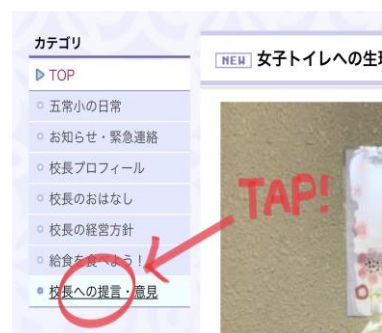 カテゴリ
TOP
五常小の日常
お知らせ・緊急連絡
校長プロフィール
校長のおはなし
校長の経営方針
給食を食べよう！
校長への提言・意見
NEW 女子トイレへの生理
TAP!